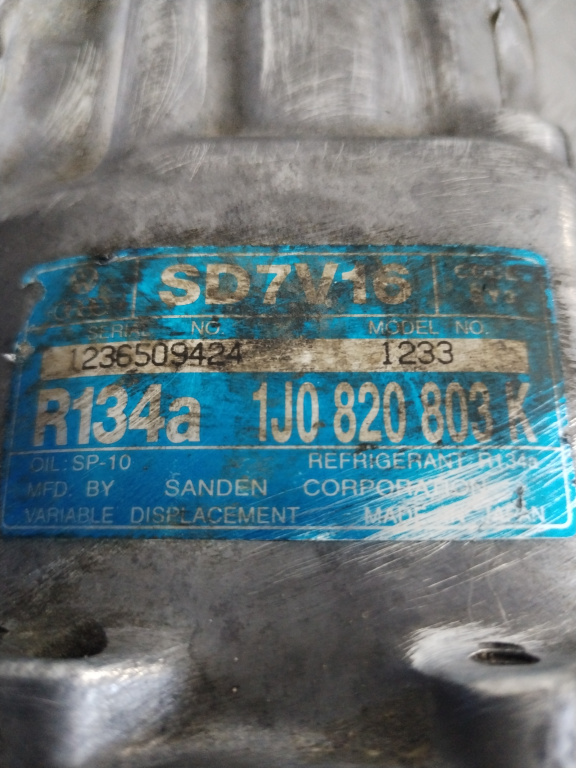 SD7V16
SERIAL NO. MODEL NO.
1236509424 1233
R134a 1J0 820 803 K
OIL: SP-10 REFRIGERANT: R134a
MFD. BY SANDEN CORPORATION
VARIABLE DISPLACEMENT MADE IN JAPAN